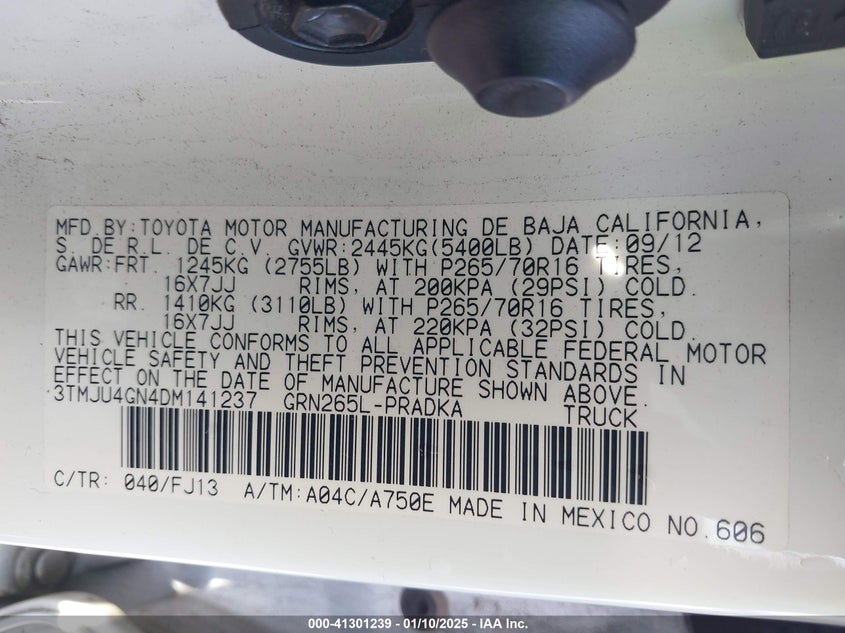 MFD. BY: TOYOTA MOTOR MANUFACTURING DE BAJA CALIFORNIA,
S. DE R.L. DE C.V. GVWR:2445KG(5400LB) DATE:09/12
GAWR:FRT. 1245KG (2755LB) WITH P265/70R16 TIRES,
16X7JJ RIMS, AT 200KPA (29PSI) COLD.
RR. 1410KG (3110LB) WITH P265/70R16 TIRES,
16X7JJ RIMS, AT 220KPA (32PSI) COLD.
THIS VEHICLE CONFORMS TO ALL APPLICABLE FEDERAL MOTOR
VEHICLE SAFETY AND THEFT PREVENTION STANDARDS IN
EFFECT ON THE DATE OF MANUFACTURE SHOWN ABOVE.
3TMJU4GN4DM141237 GRN265L-PRADKA TRUCK
C/TR: 040/FJ13 A/TM:A04C/A750E MADE IN MEXICO NO.606
000-41301239 - 01/10/2025 - IAA Inc.